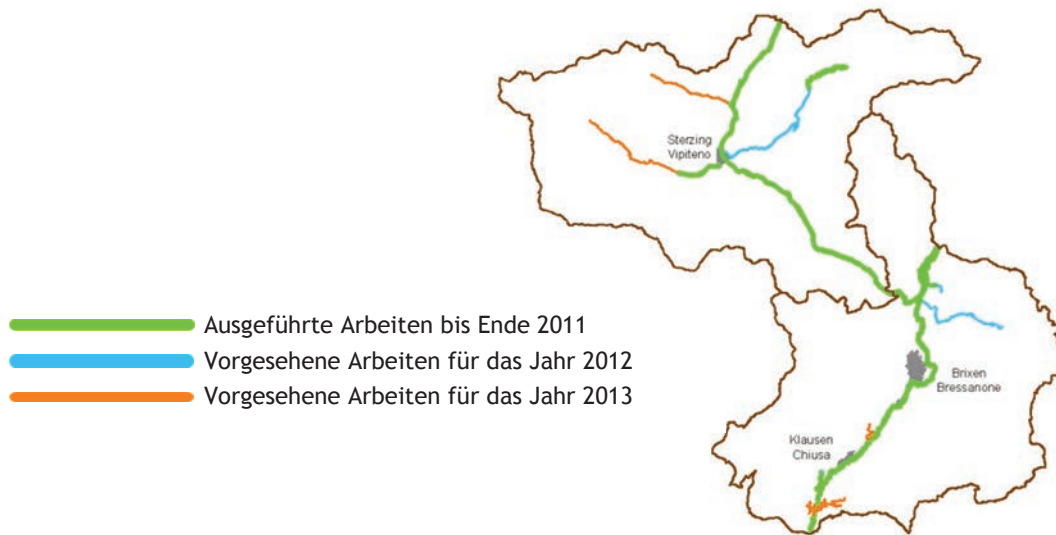 Sterzing
Vipiteno
Ausgeführte Arbeiten bis Ende 2011
Vorgesehene Arbeiten für das Jahr 2012
Vorgesehene Arbeiten für das Jahr 2013
Brixen
Bressanone
Klausen
Chiusa